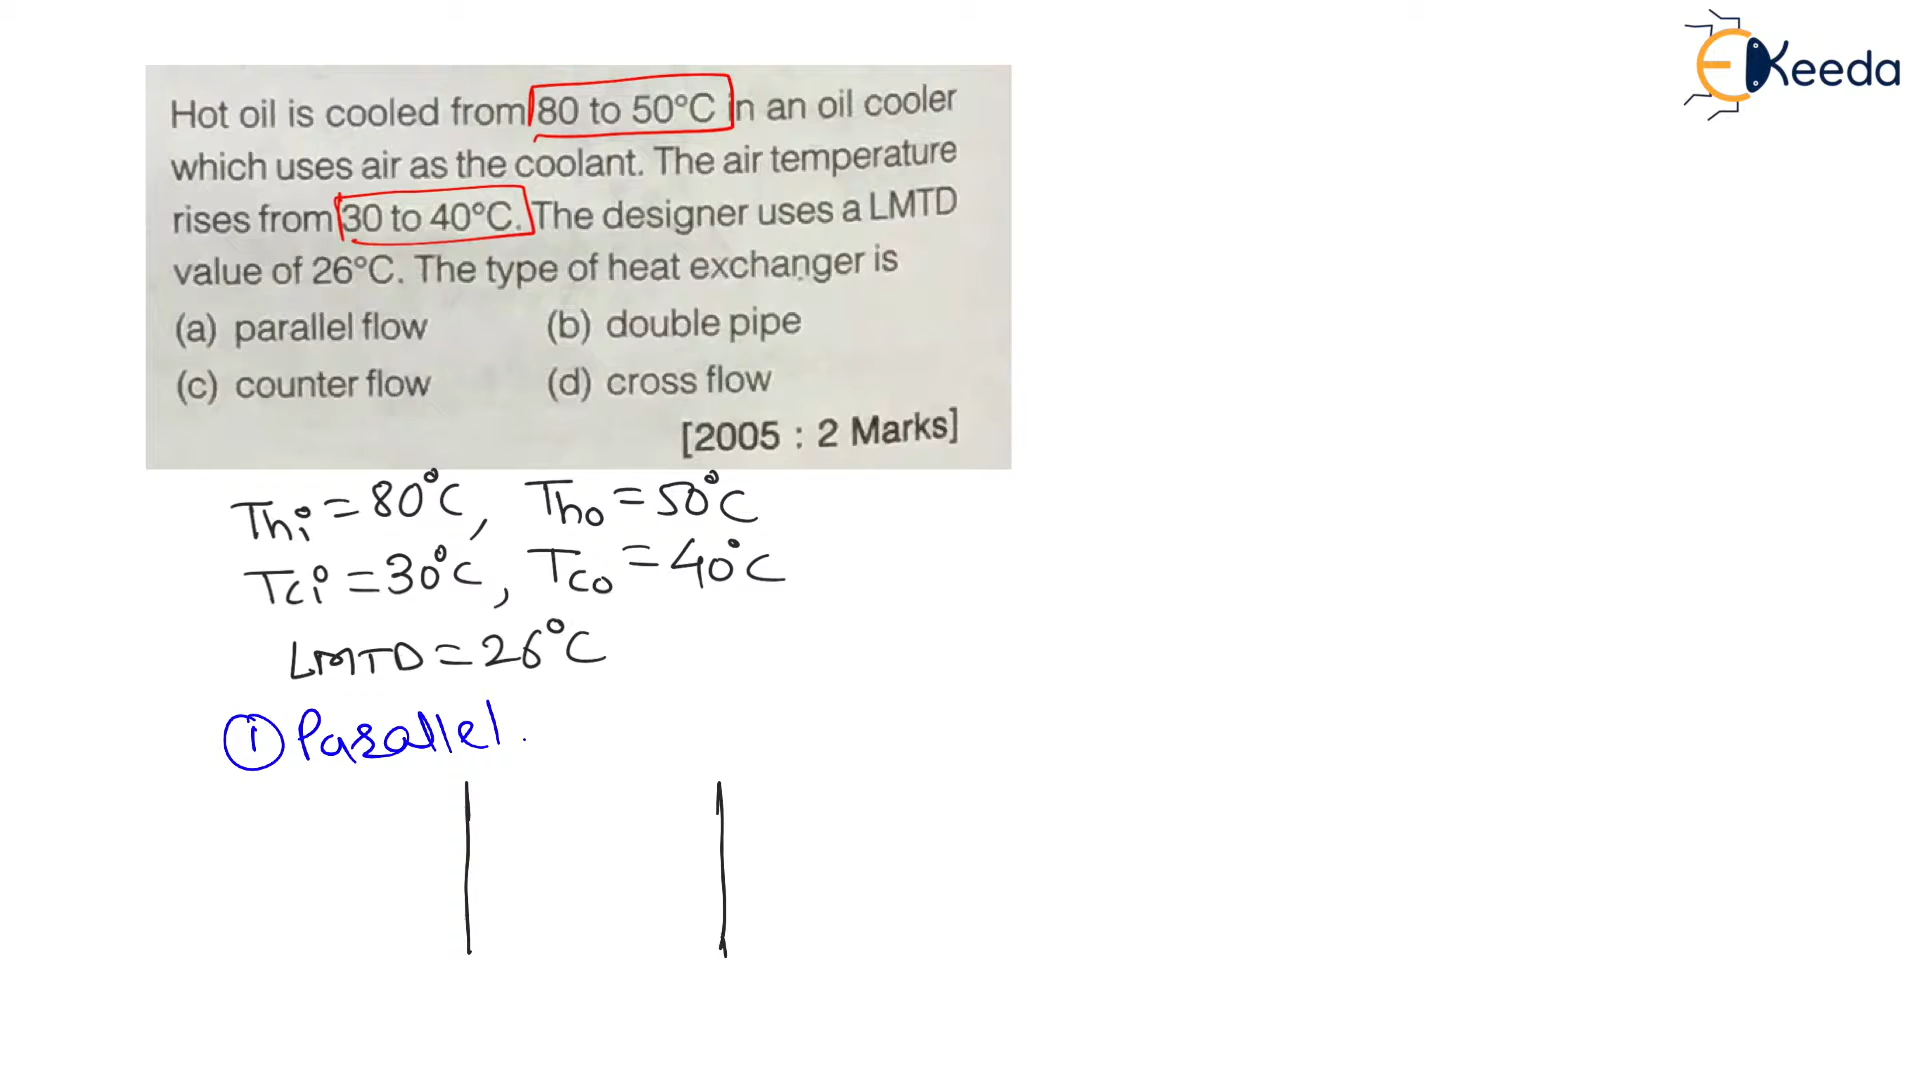 EKeeda
Hot oil is cooled from 80 to 50°C in an oil cooler
which uses air as the coolant. The air temperature
rises from 30 to 40°C. The designer uses a LMTD
value of 26°C. The type of heat exchanger is
(a) parallel flow (b) double pipe
(c) counter flow (d) cross flow
[2005 : 2 Marks]
Thi = 80°C, Tho = 50°C
Tci = 30°C, Tco = 40°C
LMTD = 26°C
① Parallel.